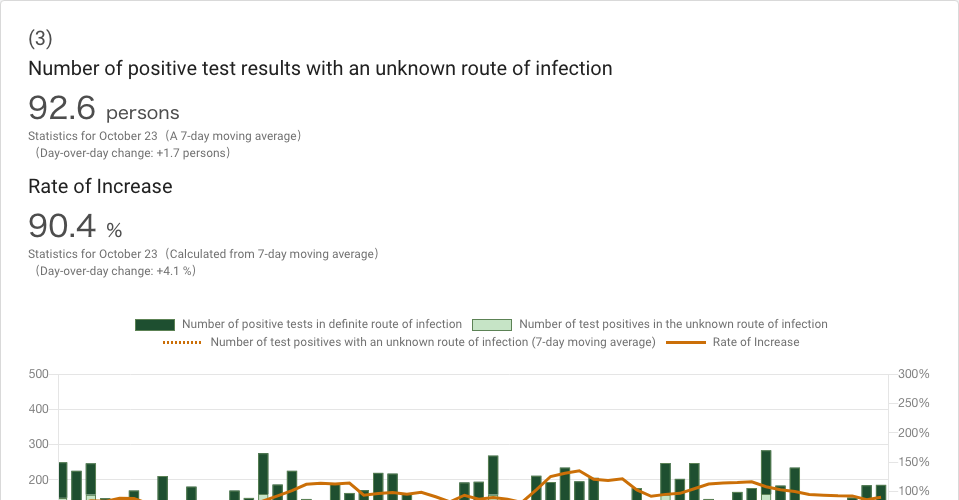 (3)
Number of positive test results with an unknown route of infection
92.6 persons
Statistics for October 23（A 7-day moving average）
（Day-over-day change: +1.7 persons）
Rate of Increase
90.4 %
Statistics for October 23（Calculated from 7-day moving average）
（Day-over-day change: +4.1 %）
Number of positive tests in definite route of infection Number of test positives in the unknown route of infection
Number of test positives with an unknown route of infection (7-day moving average) Rate of Increase
500 300%
250%
400
200%
300
150%
200
100%